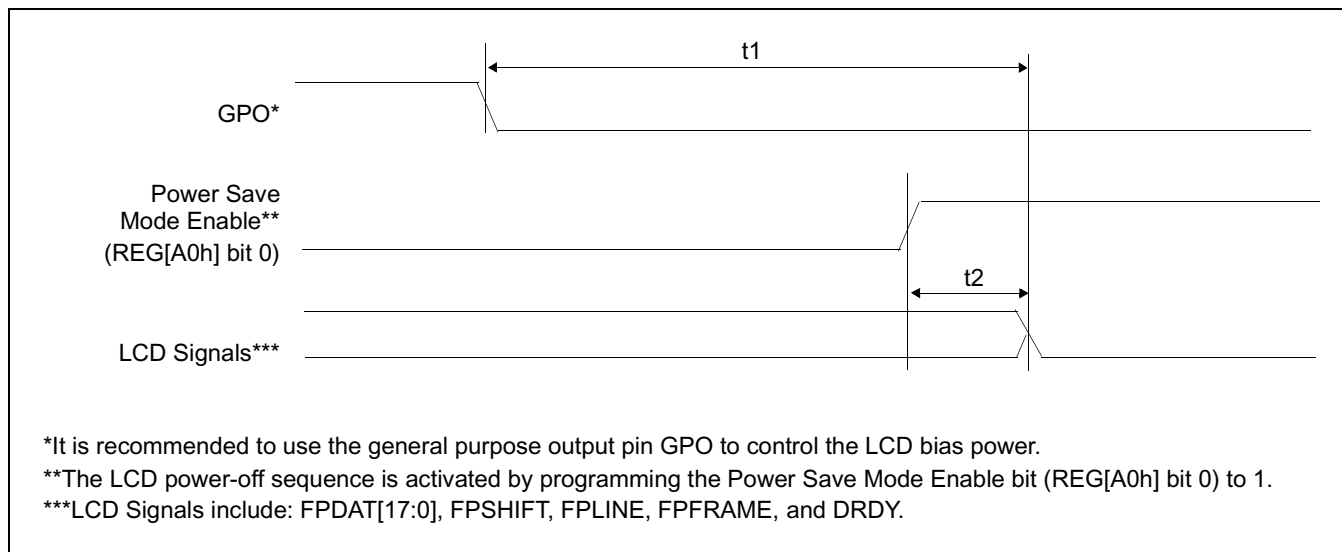 t1
GPO*
Power Save
Mode Enable**
(REG[A0h] bit 0)
t2
LCD Signals***
*It is recommended to use the general purpose output pin GPO to control the LCD bias power.
**The LCD power-off sequence is activated by programming the Power Save Mode Enable bit (REG[A0h] bit 0) to 1.
***LCD Signals include: FPDAT[17:0], FPSHIFT, FPLINE, FPFRAME, and DRDY.